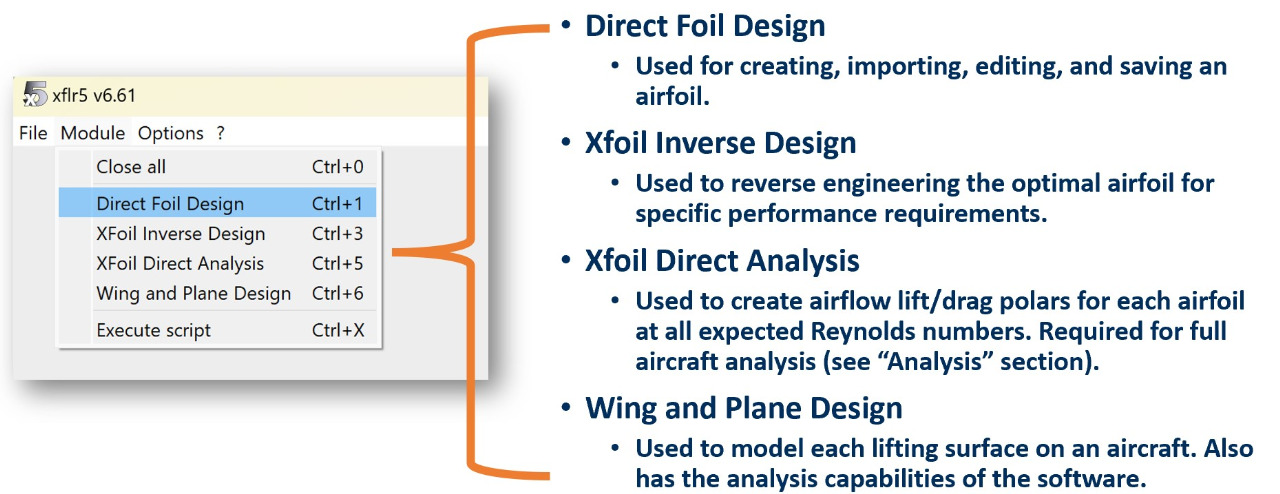 xflr5 v6.61
File Module Options ?
Close all Ctrl+0
Direct Foil Design Ctrl+1
XFoil Inverse Design Ctrl+3
XFoil Direct Analysis Ctrl+5
Wing and Plane Design Ctrl+6
Execute script Ctrl+X
• Direct Foil Design
• Used for creating, importing, editing, and saving an
airfoil.
• Xfoil Inverse Design
• Used to reverse engineering the optimal airfoil for
specific performance requirements.
• Xfoil Direct Analysis
• Used to create airflow lift/drag polars for each airfoil
at all expected Reynolds numbers. Required for full
aircraft analysis (see “Analysis” section).
• Wing and Plane Design
• Used to model each lifting surface on an aircraft. Also
has the analysis capabilities of the software.